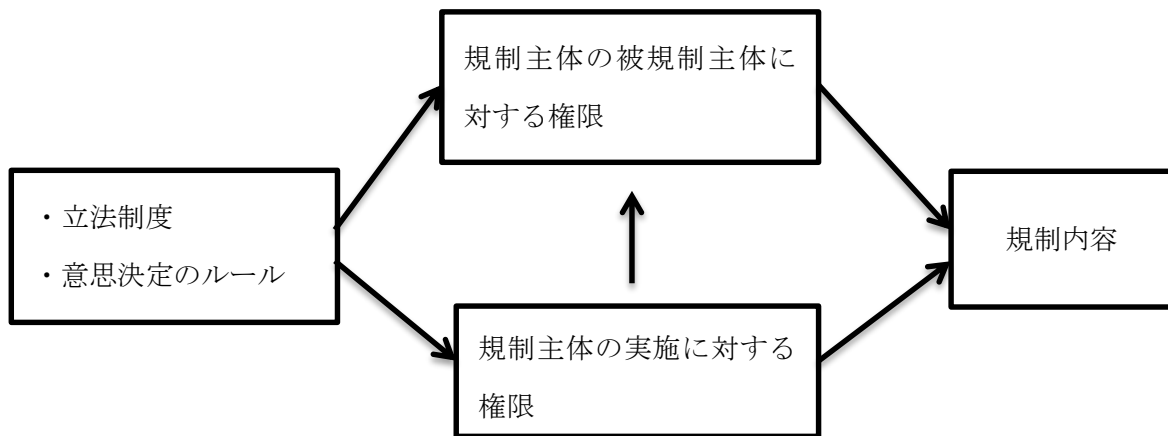 規制主体の被規制主体に
対する権限
・立法制度
・意思決定のルール
規制内容
規制主体の実施に対する
権限